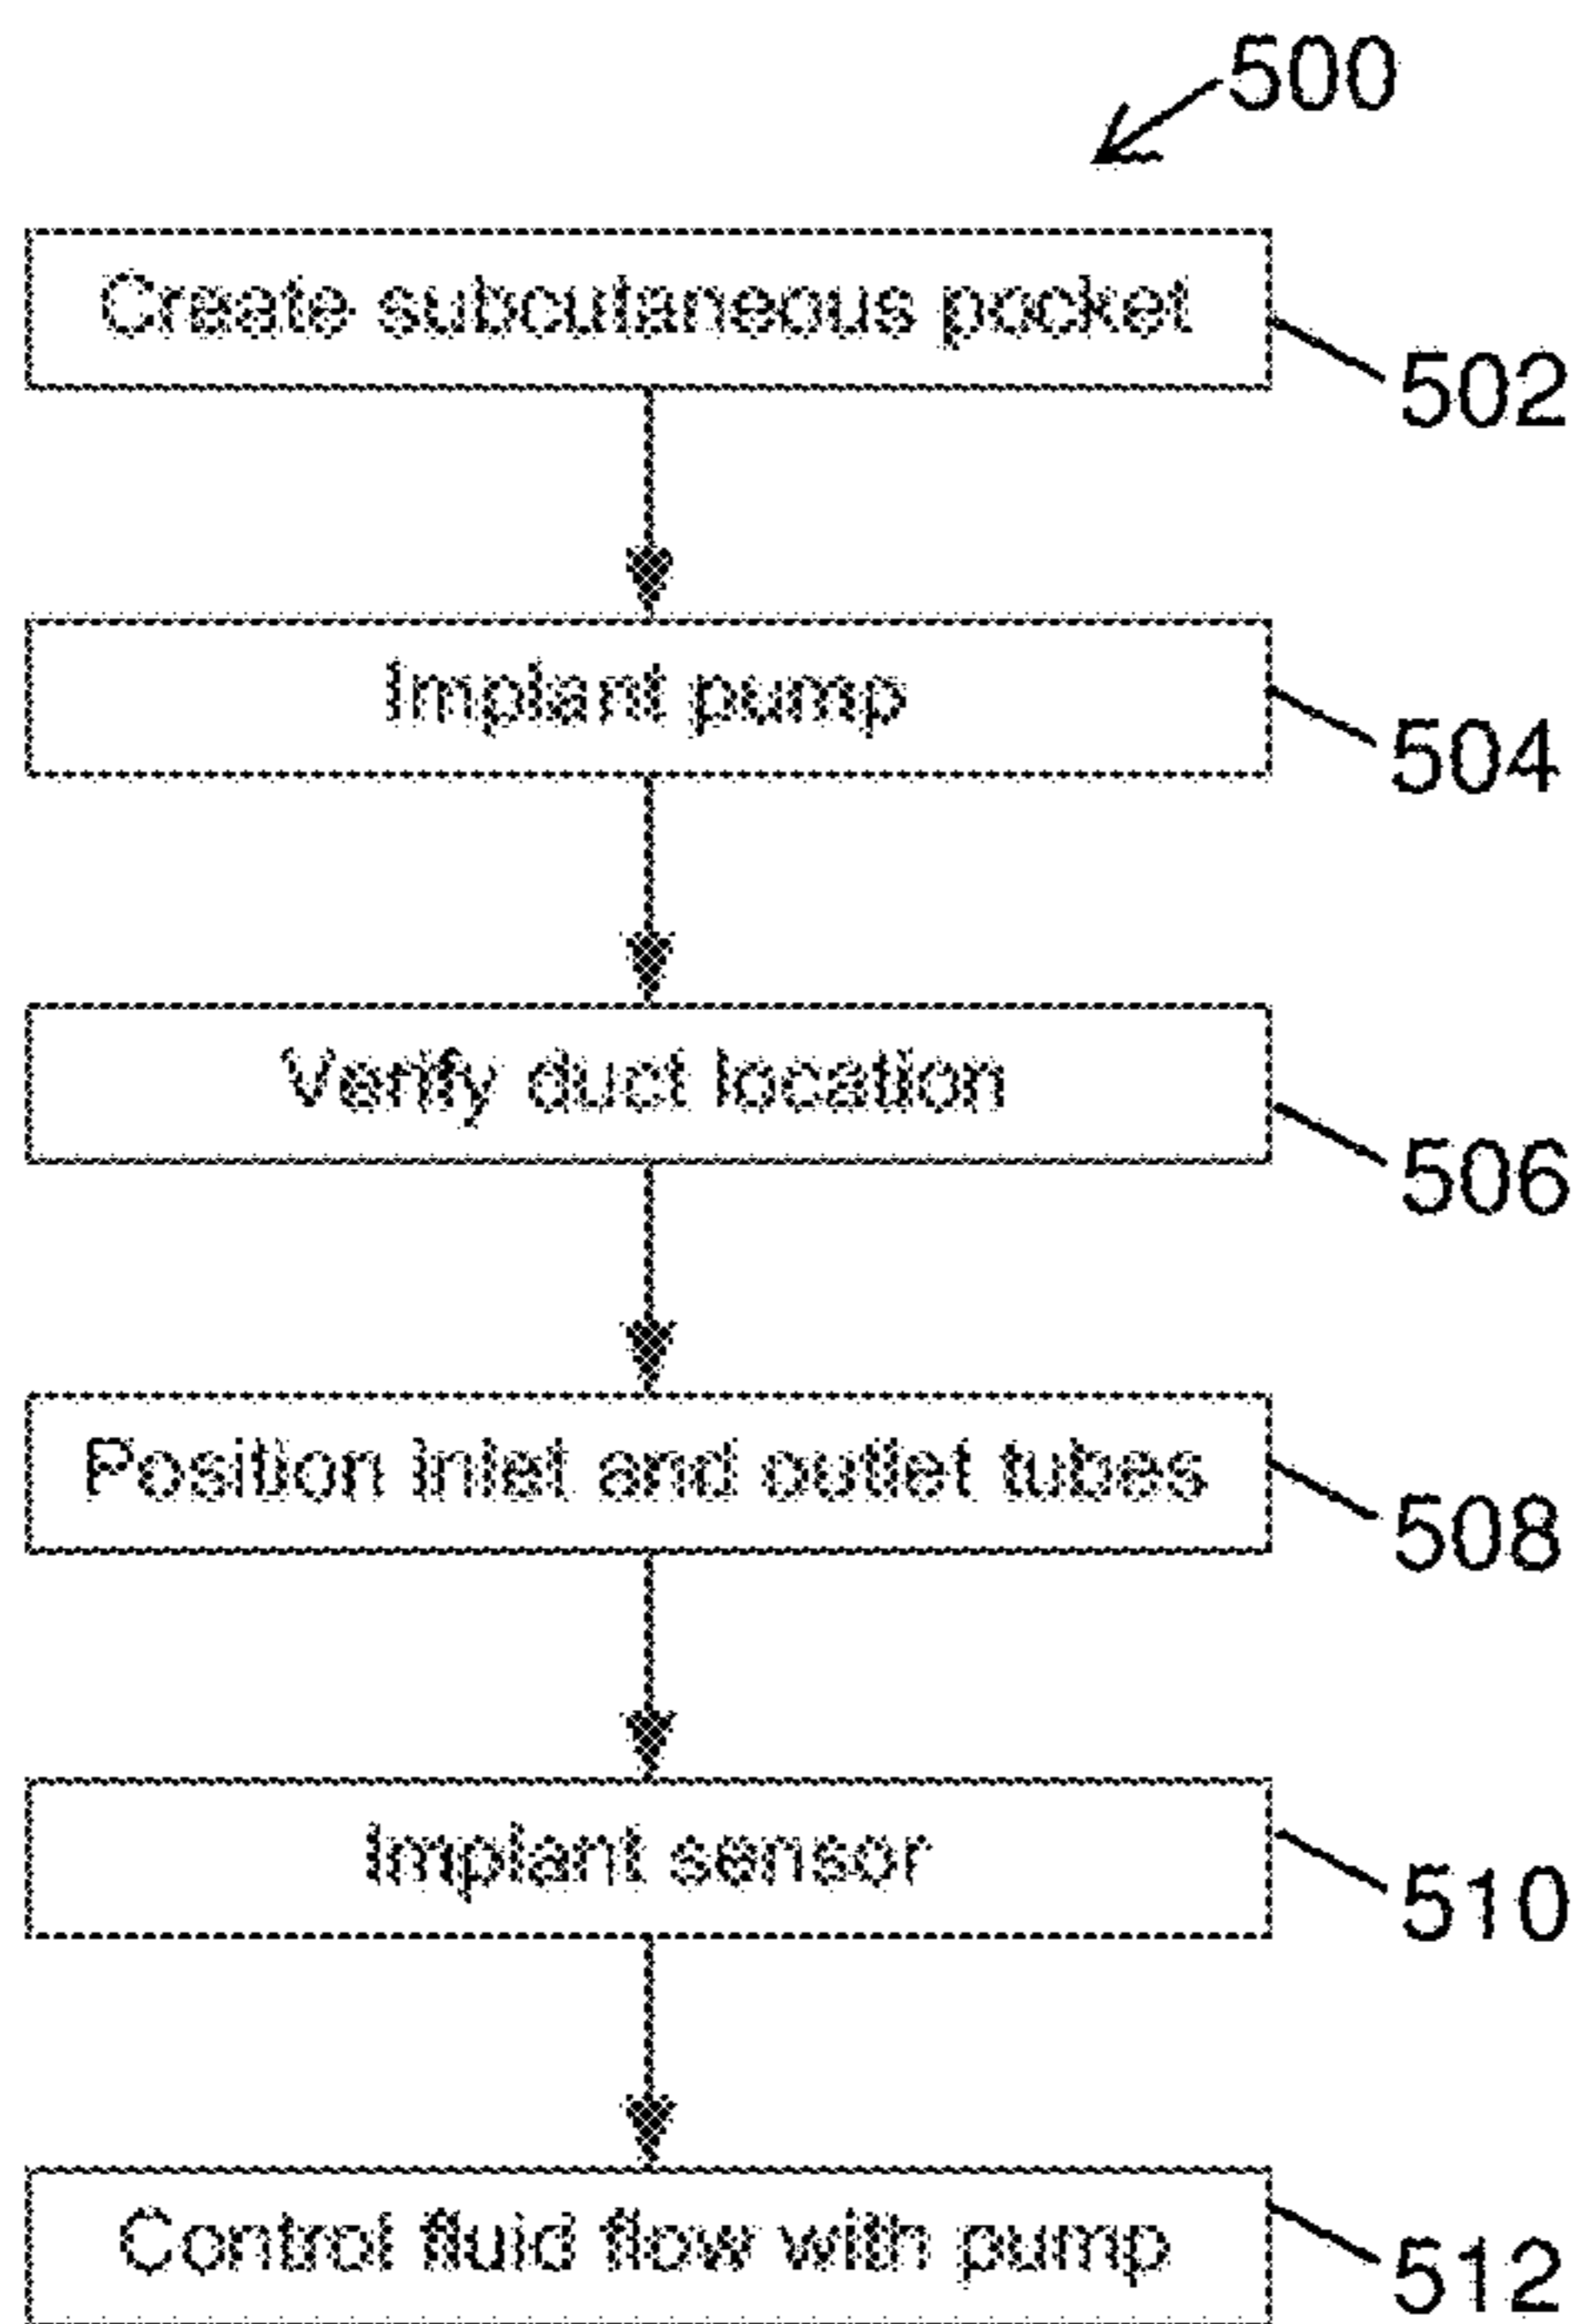 500
Create subcutaneous pocket
502
Implant pump
504
Verify duct location
506
Position inlet and outlet tubes
508
Implant sensor
510
Control fluid flow with pump
512